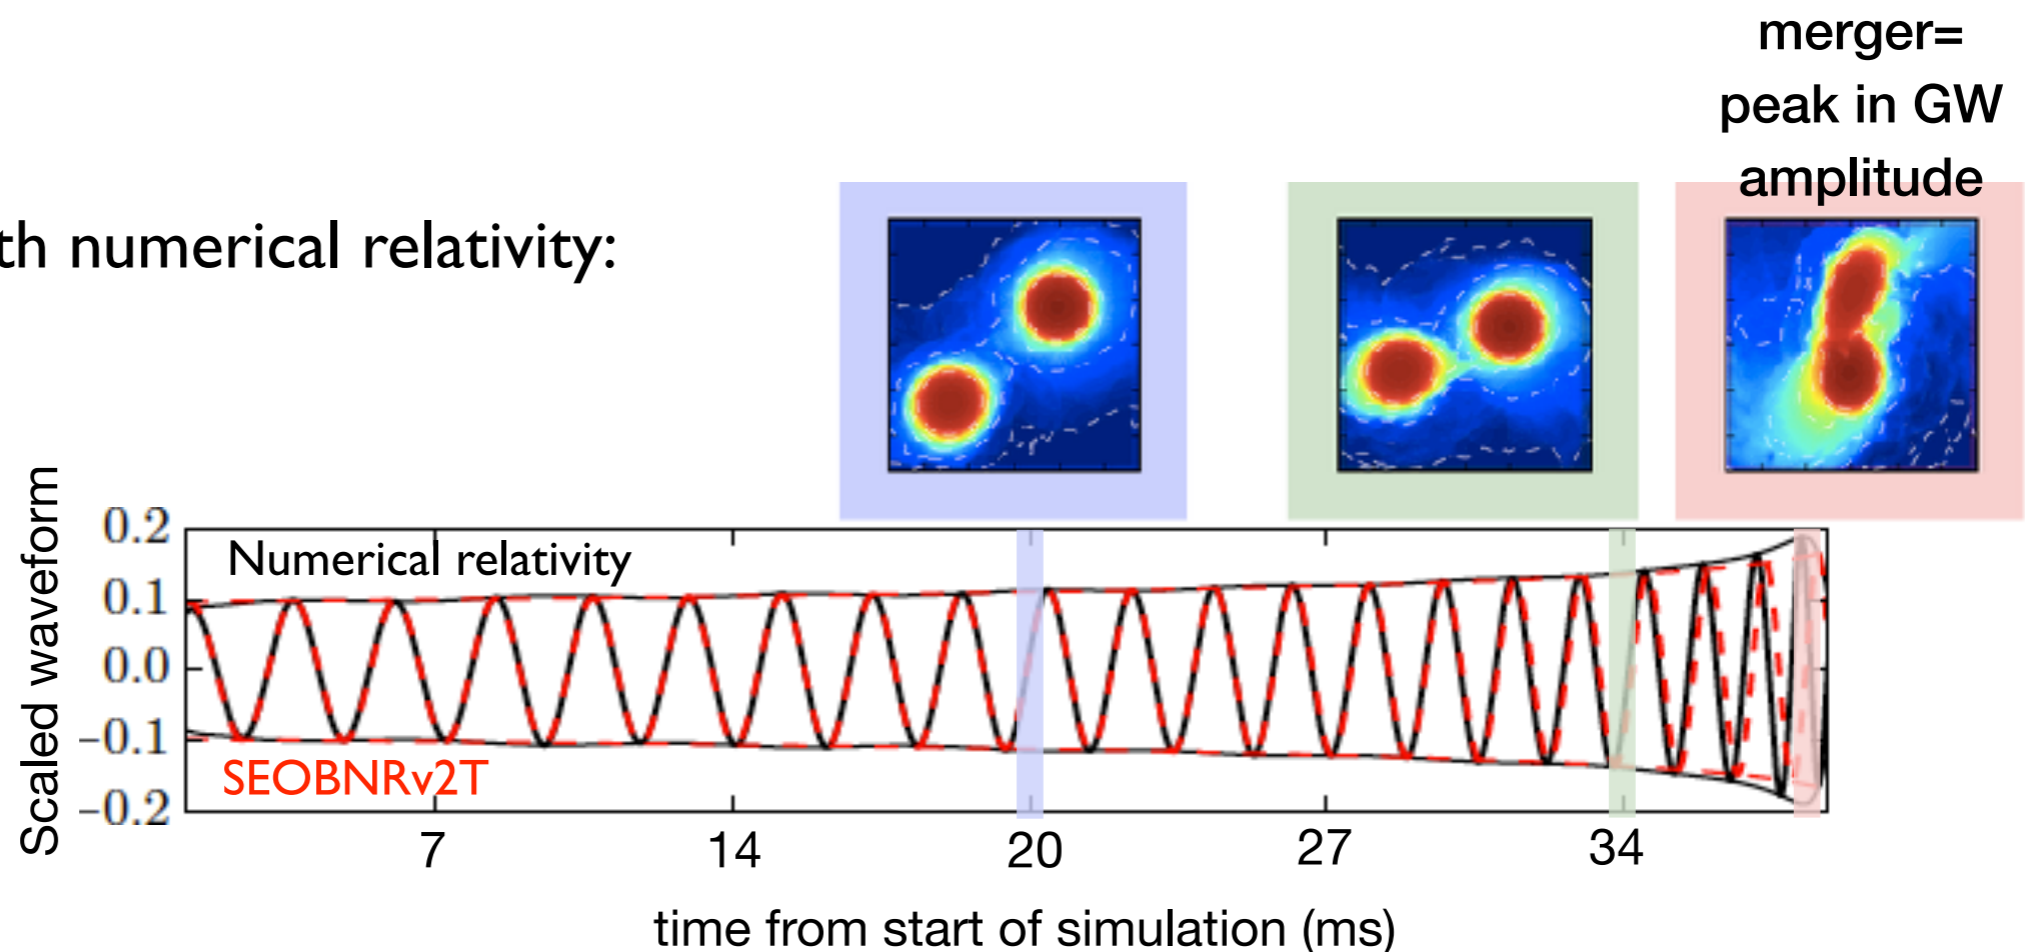 merger=
peak in GW
amplitude
th numerical relativity:
Scaled waveform
0.2
0.1
0.0
−0.1
−0.2
Numerical relativity
SEOBNRv2T
7 14 20 27 34
time from start of simulation (ms)